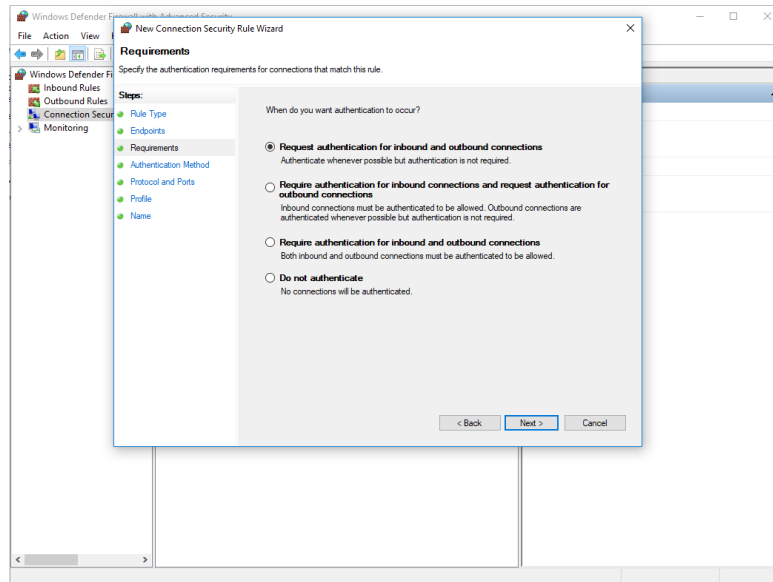 Windows Defender Firewall with Advanced Security
File Action View
New Connection Security Rule Wizard
Requirements
Specify the authentication requirements for connections that match this rule.
Windows Defender Fi
Inbound Rules
Outbound Rules
Connection Secur
Monitoring
Steps:
Rule Type
Endpoints
Requirements
Authentication Method
Protocol and Ports
Profile
Name
When do you want authentication to occur?
Request authentication for inbound and outbound connections
Authenticate whenever possible but authentication is not required.
Require authentication for inbound connections and request authentication for
outbound connections
Inbound connections must be authenticated to be allowed. Outbound connections are
authenticated whenever possible but authentication is not required.
Require authentication for inbound and outbound connections
Both inbound and outbound connections must be authenticated to be allowed.
Do not authenticate
No connections will be authenticated.
< Back Next > Cancel